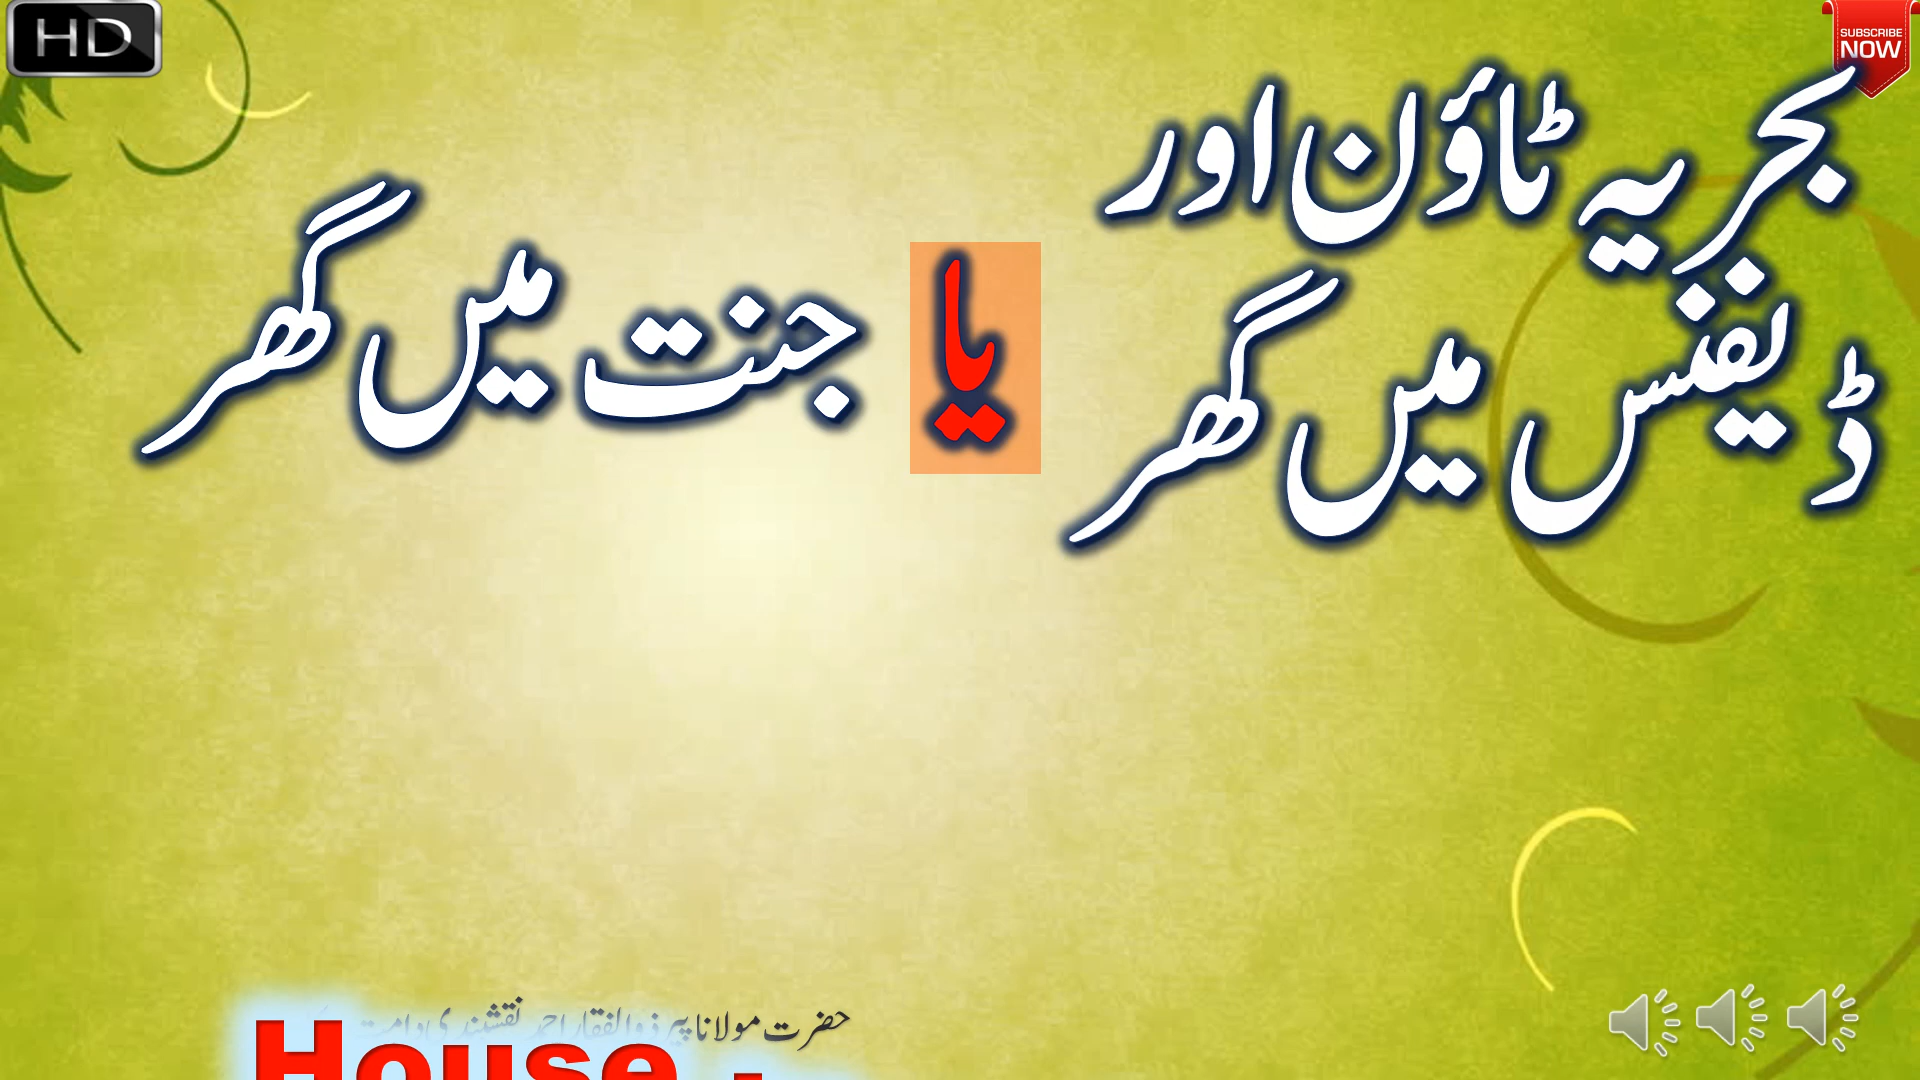 HD
SUBSCRIBE
NOW
بحریہ ٹاؤن اور
ڈیفنس میں گھر
یا
جنت میں گھر
حضرت مولانا پیر ذوالفقار احمد نقشبندی دامت
House